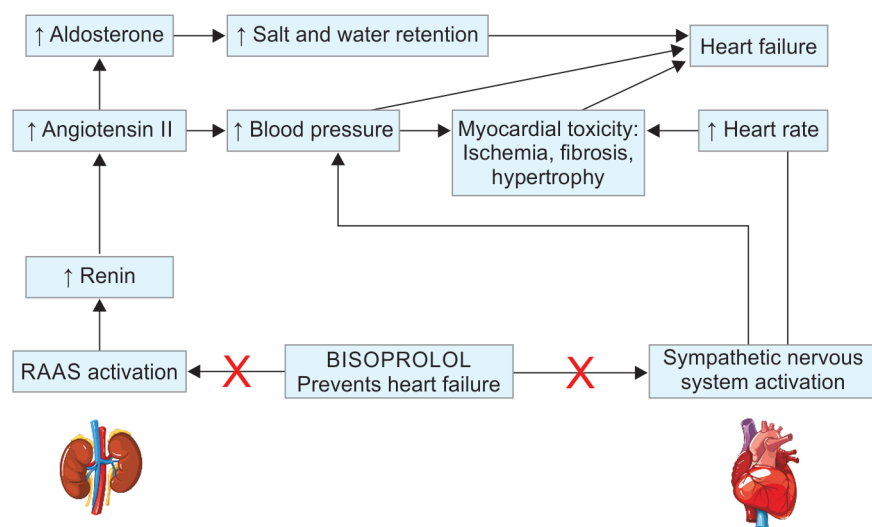 ↑ Aldosterone
↑ Salt and water retention
Heart failure
↑ Angiotensin II
↑ Blood pressure
Myocardial toxicity:
Ischemia, fibrosis,
hypertrophy
↑ Heart rate
↑ Renin
RAAS activation
X
BISOPROLOL
Prevents heart failure
X
Sympathetic nervous
system activation